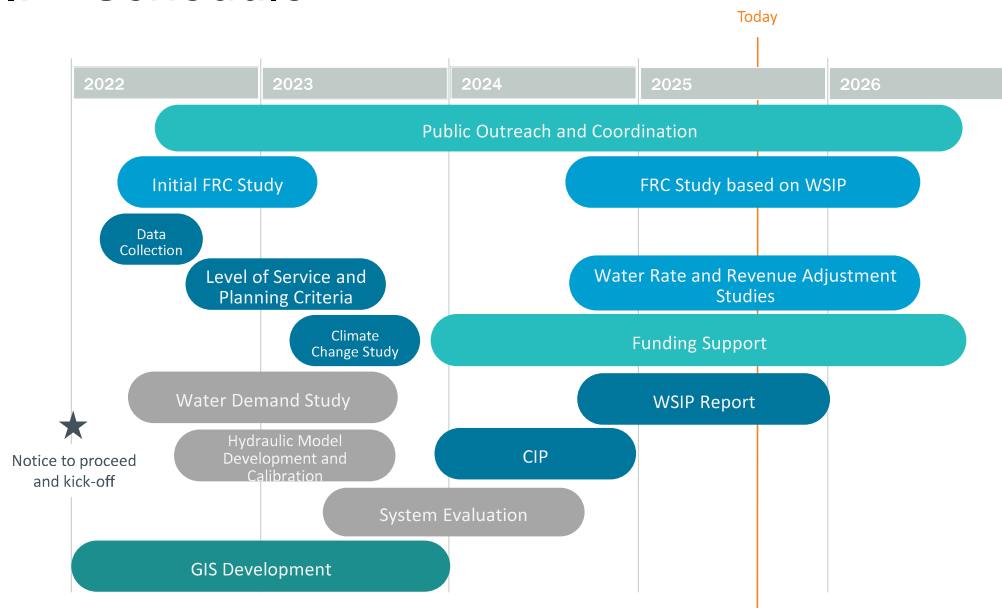 Today
2022
2023
2024
2025
2026
Public Outreach and Coordination
Initial FRC Study
FRC Study based on WSIP
Data
Collection
Level of Service and
Planning Criteria
Water Rate and Revenue Adjustment
Studies
Climate
Change Study
Funding Support
Water Demand Study
WSIP Report
Notice to proceed
and kick-off
Hydraulic Model
Development and
Calibration
CIP
System Evaluation
GIS Development